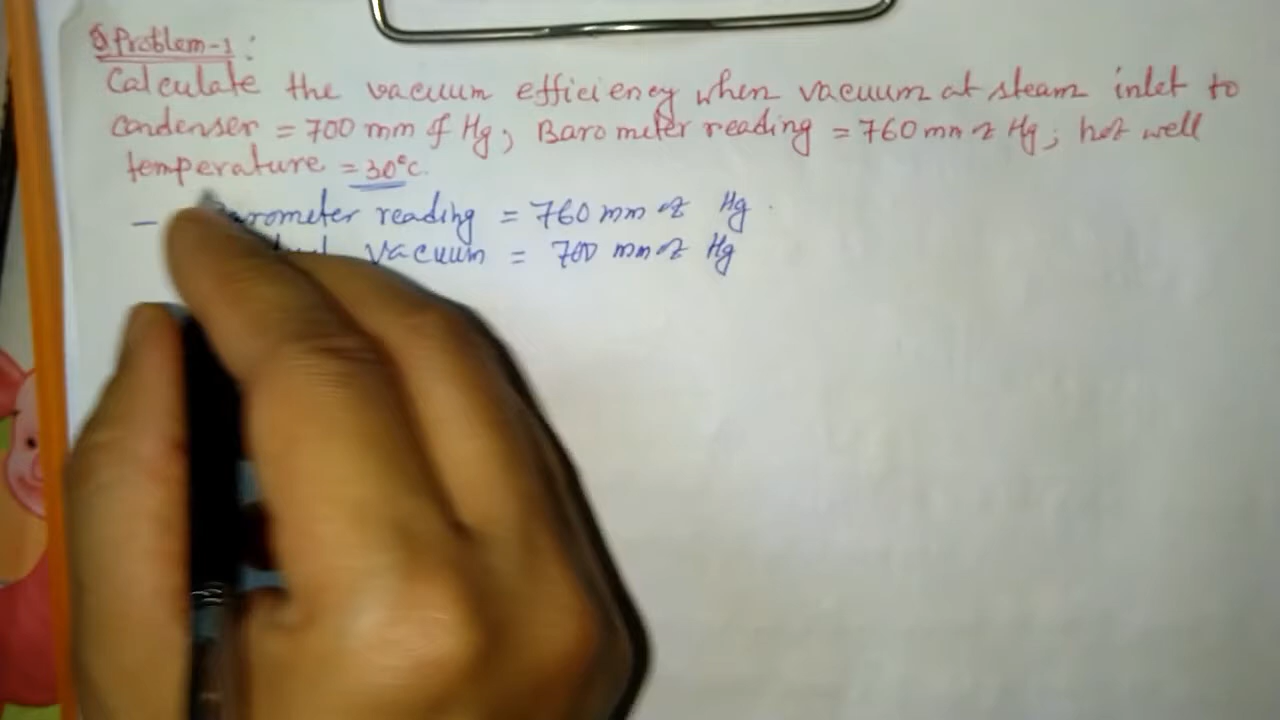 Problem-1:
Calculate the vacuum efficiency when vacuum at steam inlet to
condenser = 700 mm of Hg; Barometer reading = 760 mm of Hg; hot well
temperature = 30°C.
- Barometer reading = 760 mm of Hg.
vacuum = 700 mm of Hg